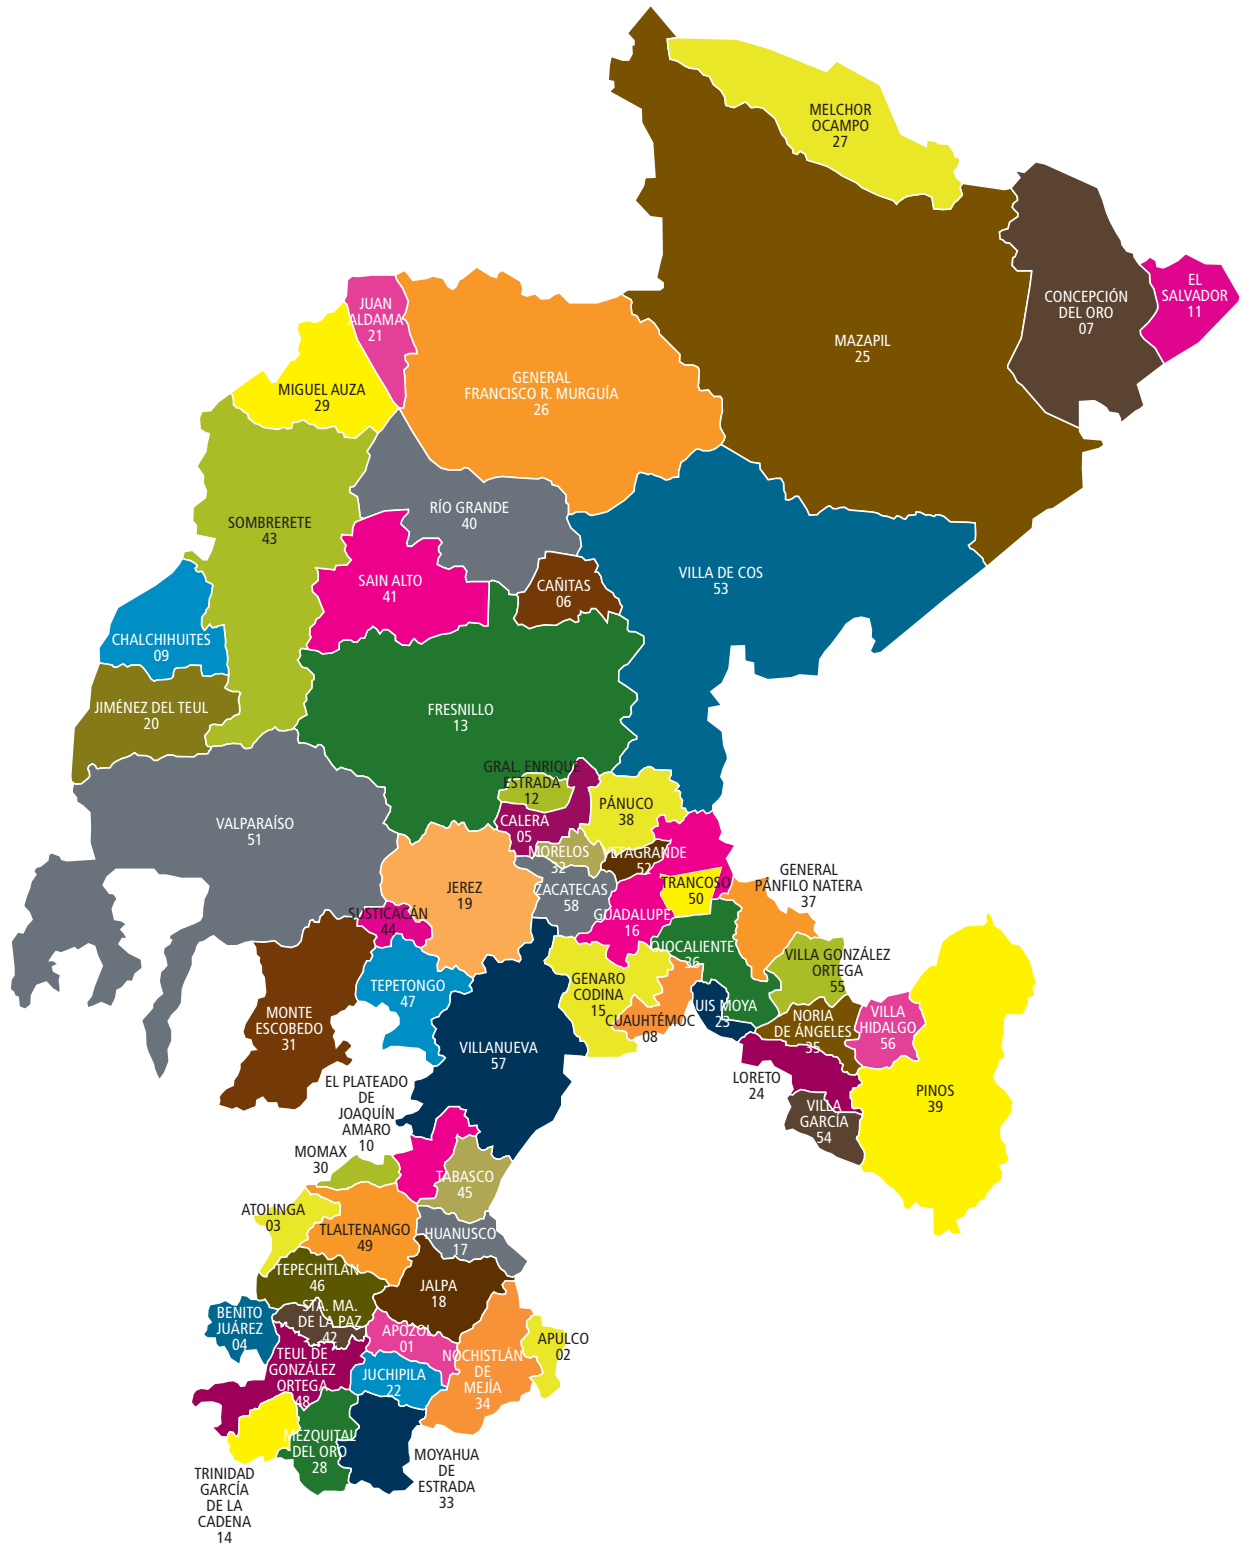 MELCHOR
OCAMPO
27
EL
SALVADOR
11
CONCEPCIÓN
DEL ORO
07
JUAN
ALDAMA
21
MAZAPIL
25
GENERAL
FRANCISCO R. MURGUÍA
26
MIGUEL AUZA
29
RÍO GRANDE
40
SOMBRERETE
43
SAIN ALTO
41
CAÑITAS
06
VILLA DE COS
53
CHALCHIHUITES
09
JIMÉNEZ DEL TEUL
20
FRESNILLO
13
GRAL. ENRIQUE
ESTRADA
12
PÁNUCO
38
CALERA
05
VALPARAÍSO
51
MORELOS
32
VETAGRANDE
52
GENERAL
PÁNFILO NATERA
37
TRANCOSO
50
JEREZ
19
ZACATECAS
58
SUSTICACÁN
44
GUADALUPE
16
OJOCALIENTE
36
VILLA GONZÁLEZ
ORTEGA
55
TEPETONGO
47
GENARO
CODINA
15
LUIS MOYA
23
CUAUHTÉMOC
08
NORIA
DE ÁNGELES
35
VILLA
HIDALGO
56
MONTE
ESCOBEDO
31
VILLANUEVA
57
LORETO
24
PINOS
39
VILLA
GARCÍA
54
EL PLATEADO
DE
JOAQUÍN
AMARO
10
MOMAX
30
TABASCO
45
ATOLINGA
03
TLALTENANGO
49
HUANUSCO
17
TEPECHITLÁN
46
JALPA
18
STA. MA.
DE LA PAZ
42
BENITO
JUÁREZ
04
APOZOL
01
APULCO
02
TEUL DE
GONZÁLEZ
ORTEGA
48
JUCHIPILA
22
NOCHISTLÁN
DE
MEJÍA
34
MEZQUITAL
DEL ORO
28
MOYAHUA
DE
ESTRADA
33
TRINIDAD
GARCÍA
DE LA
CADENA
14